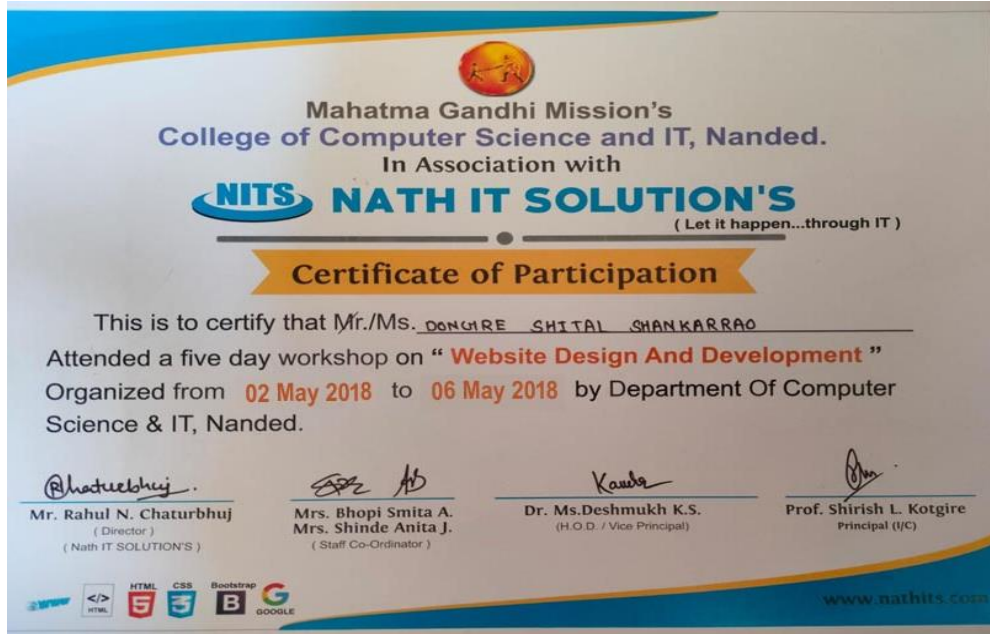 Mahatma Gandhi Mission's
College of Computer Science and IT, Nanded.
In Association with
NITS NATH IT SOLUTION'S
( Let it happen...through IT )
Certificate of Participation
This is to certify that Mr./Ms. DONGIRE SHITAL SHANKARRAO
Attended a five day workshop on “ Website Design And Development ”
Organized from 02 May 2018 to 06 May 2018 by Department Of Computer
Science & IT, Nanded.
Mr. Rahul N. Chaturbhuj
( Director )
( Nath IT SOLUTION'S )
Mrs. Bhopi Smita A.
Mrs. Shinde Anita J.
( Staff Co-Ordinator )
Dr. Ms.Deshmukh K.S.
(H.O.D. / Vice Principal)
Prof. Shirish L. Kotgire
Principal (I/C)
www
</>
HTML
HTML
5
CSS
3
Bootstrap
B
G
GOOGLE
www.nathits.com